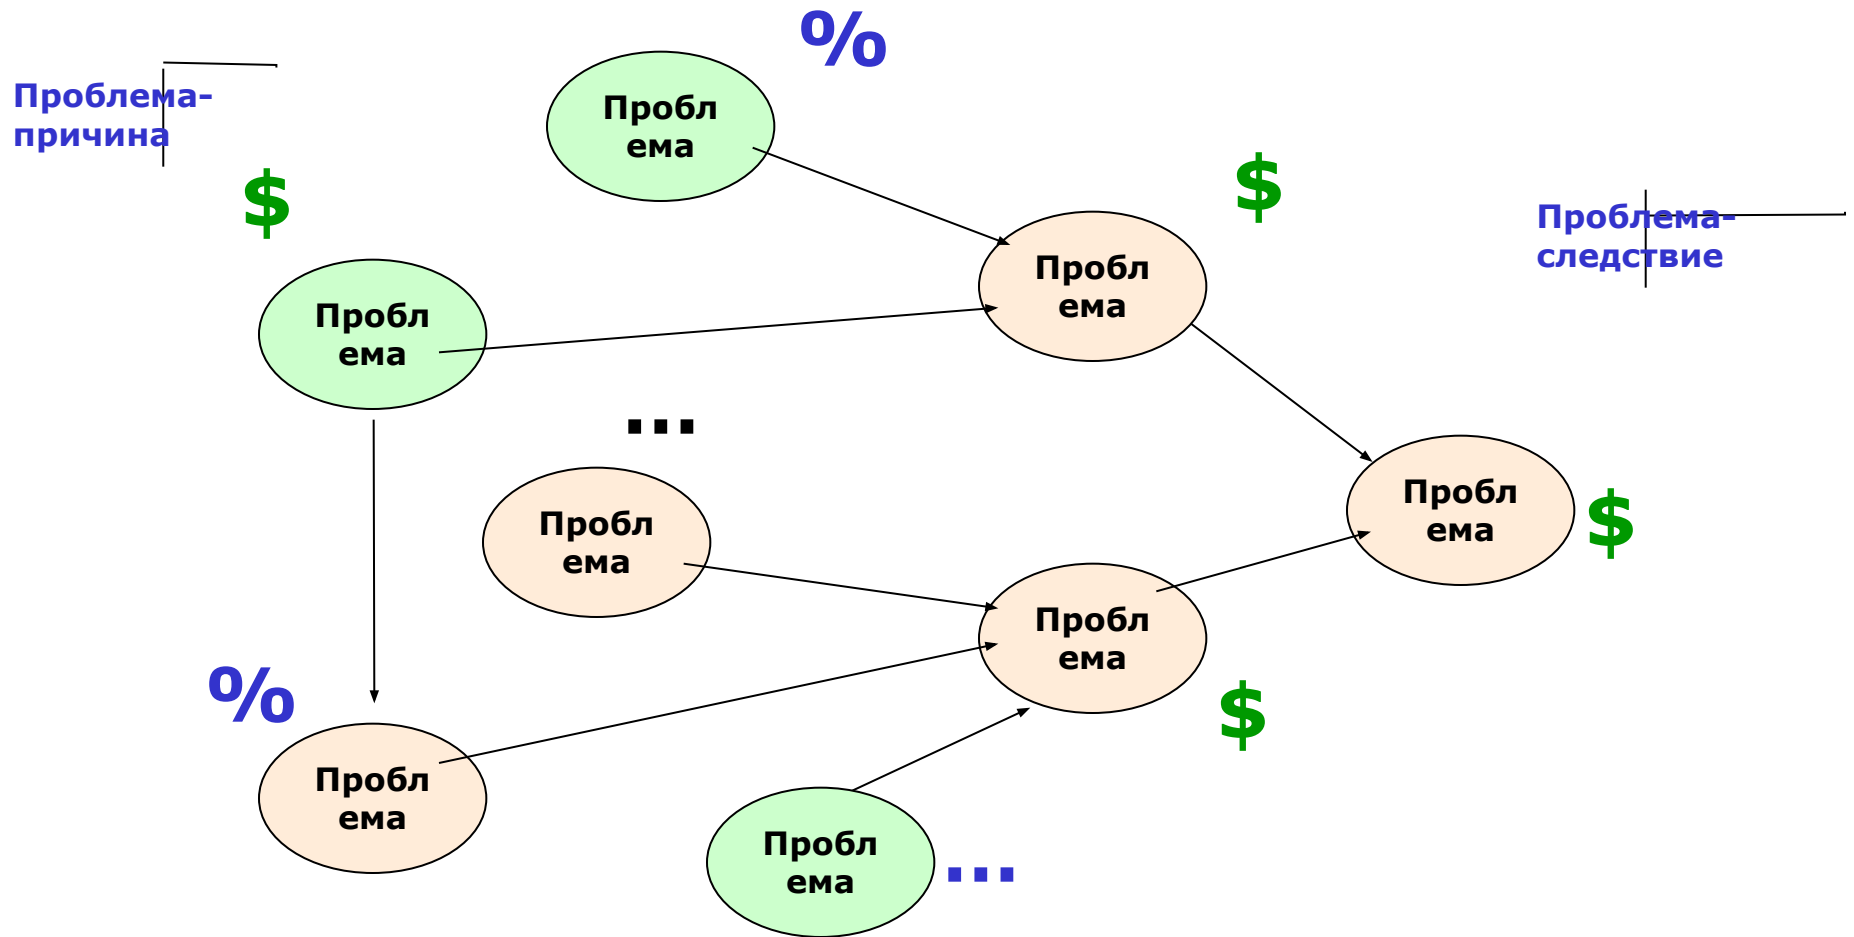 %
Проблема-
причина
Пробл
ема
$
$
Проблема-
следствие
Пробл
ема
Пробл
ема
...
Пробл
ема
$
Пробл
ема
Пробл
ема
%
$
Пробл
ема
Пробл
ема
...